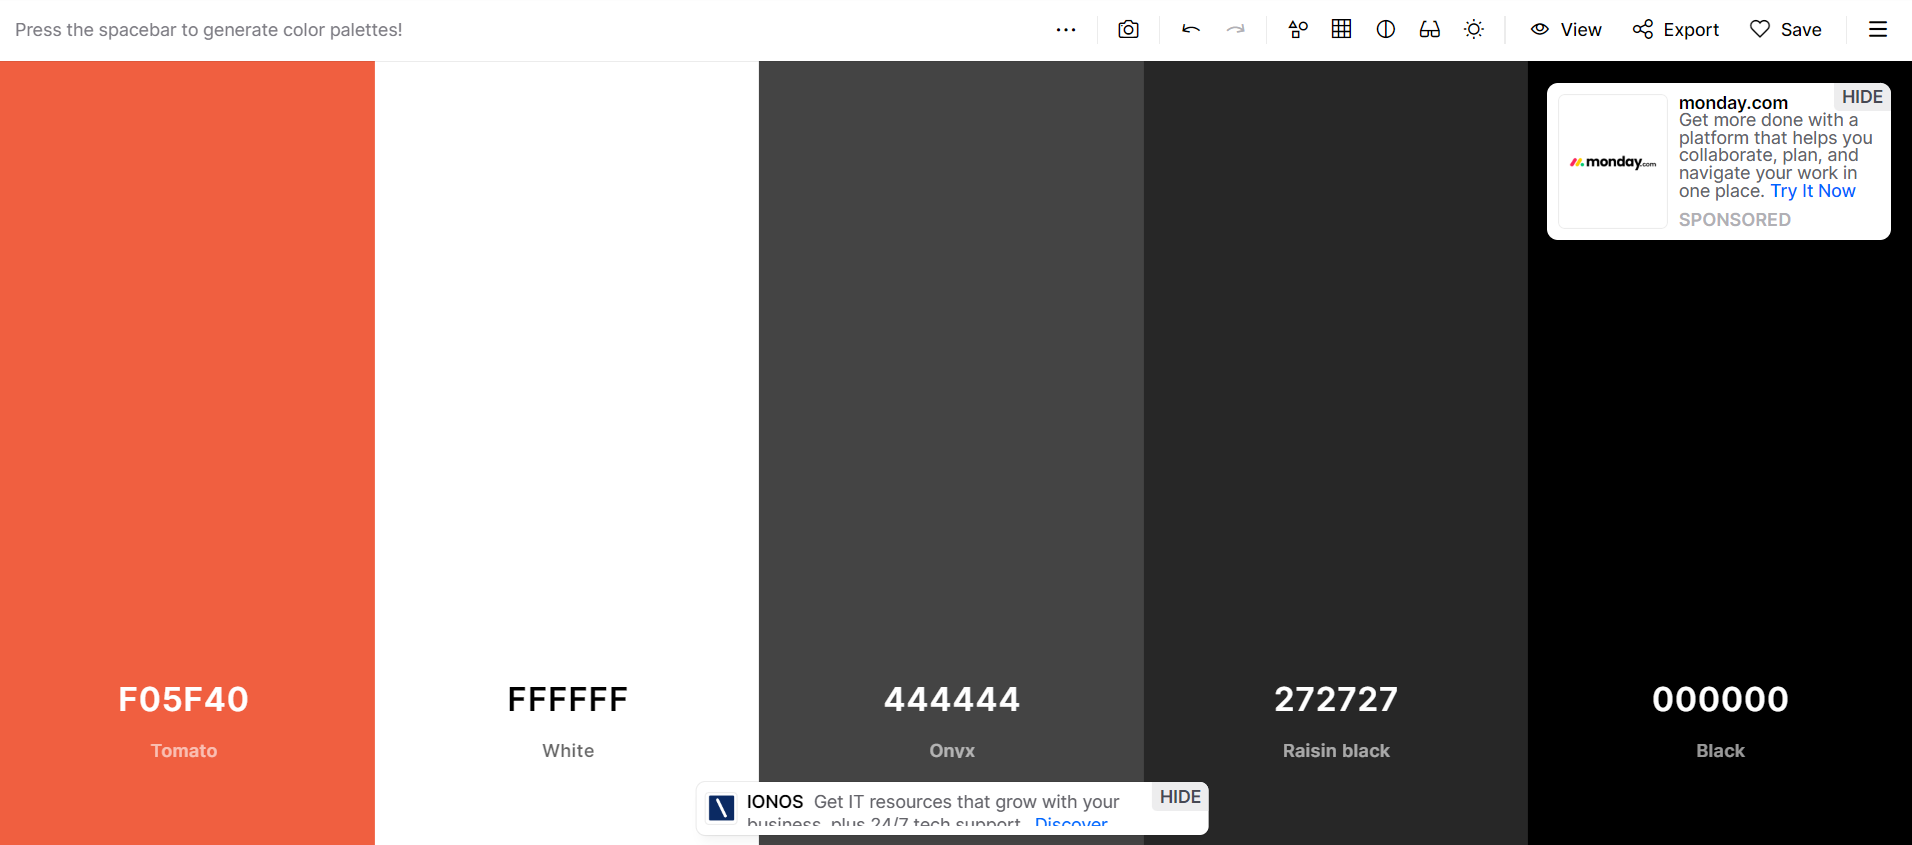 Press the spacebar to generate color palettes!
View
Export
Save
HIDE
monday.com
Get more done with a
platform that helps you
collaborate, plan, and
navigate your work in
one place. Try It Now
SPONSORED
monday.com
F05F40
FFFFFF
444444
272727
000000
Tomato
White
Onyx
Raisin black
Black
IONOS Get IT resources that grow with your
business, plus 24/7 tech support. Discover
HIDE